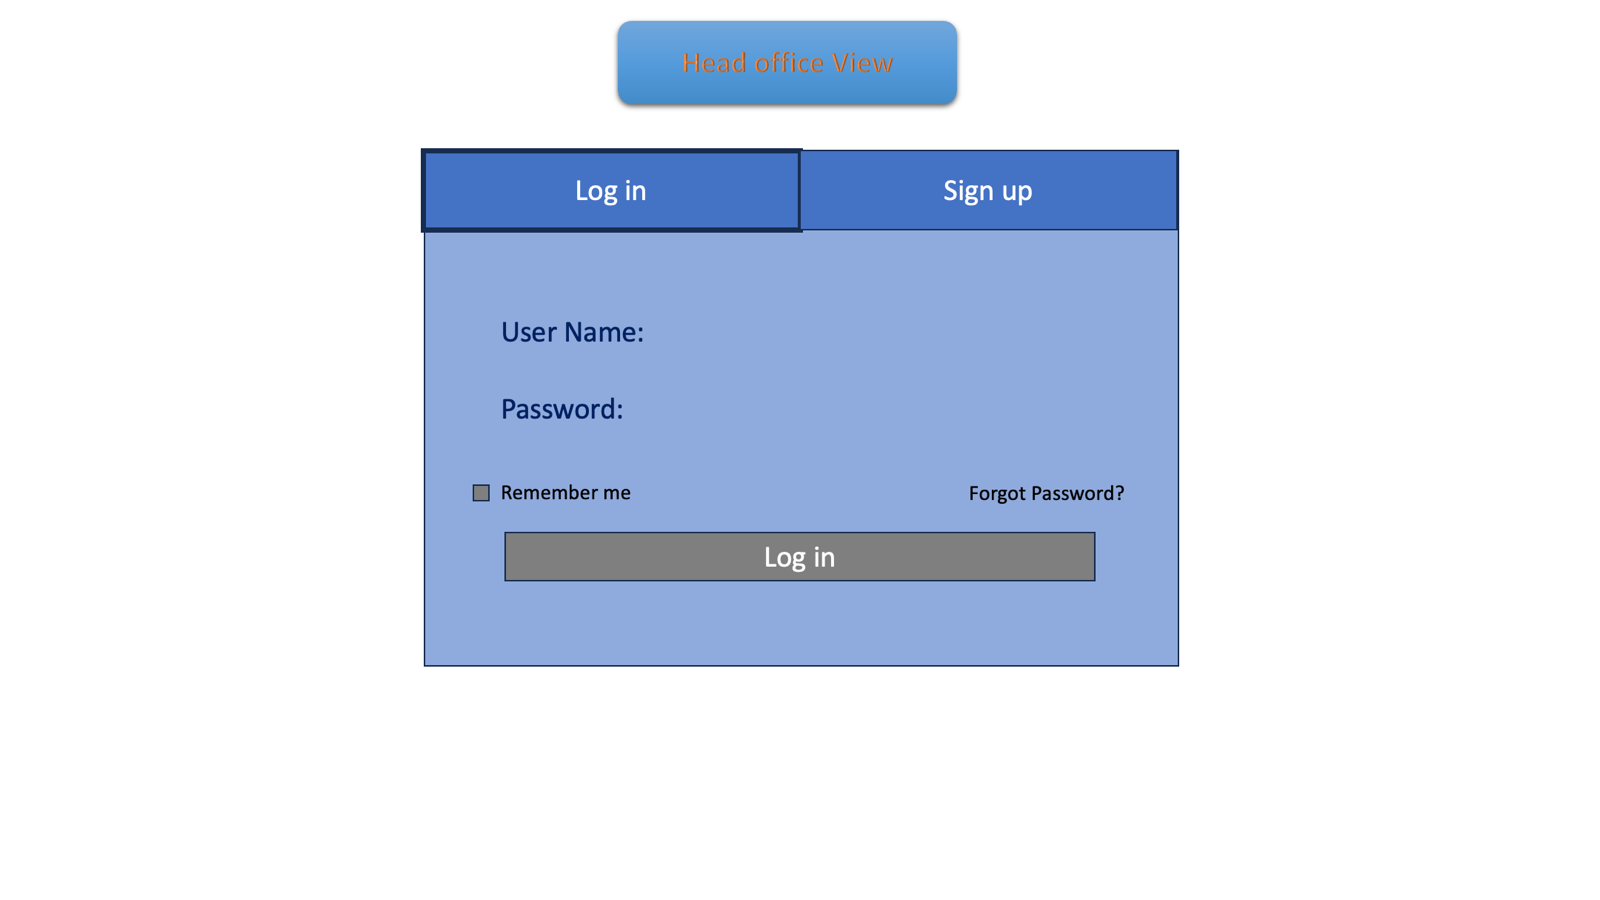 Head office View
Log in
Sign up
User Name:
Password:
Remember me
Forgot Password?
Log in